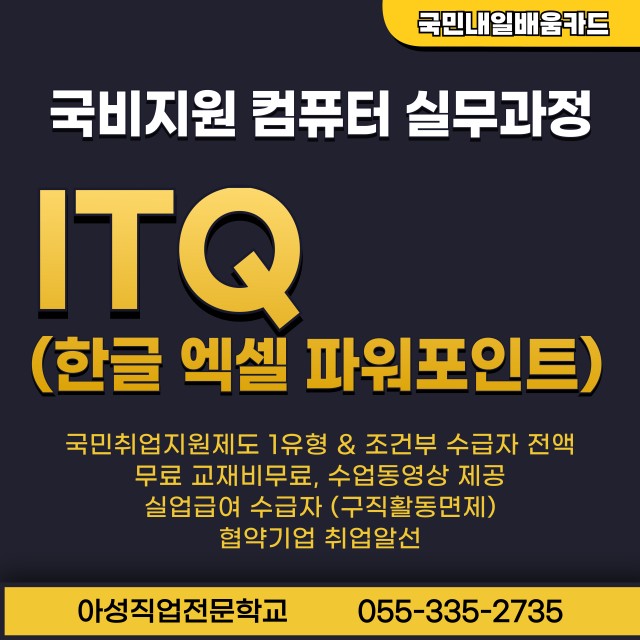 국민내일배움카드
국비지원 컴퓨터 실무과정
ITQ
(한글 엑셀 파워포인트)
국민취업지원제도 1유형 & 조건부 수급자 전액
무료 교재비무료, 수업동영상 제공
실업급여 수급자 (구직활동면제)
협약기업 취업알선
아성직업전문학교 055-335-2735